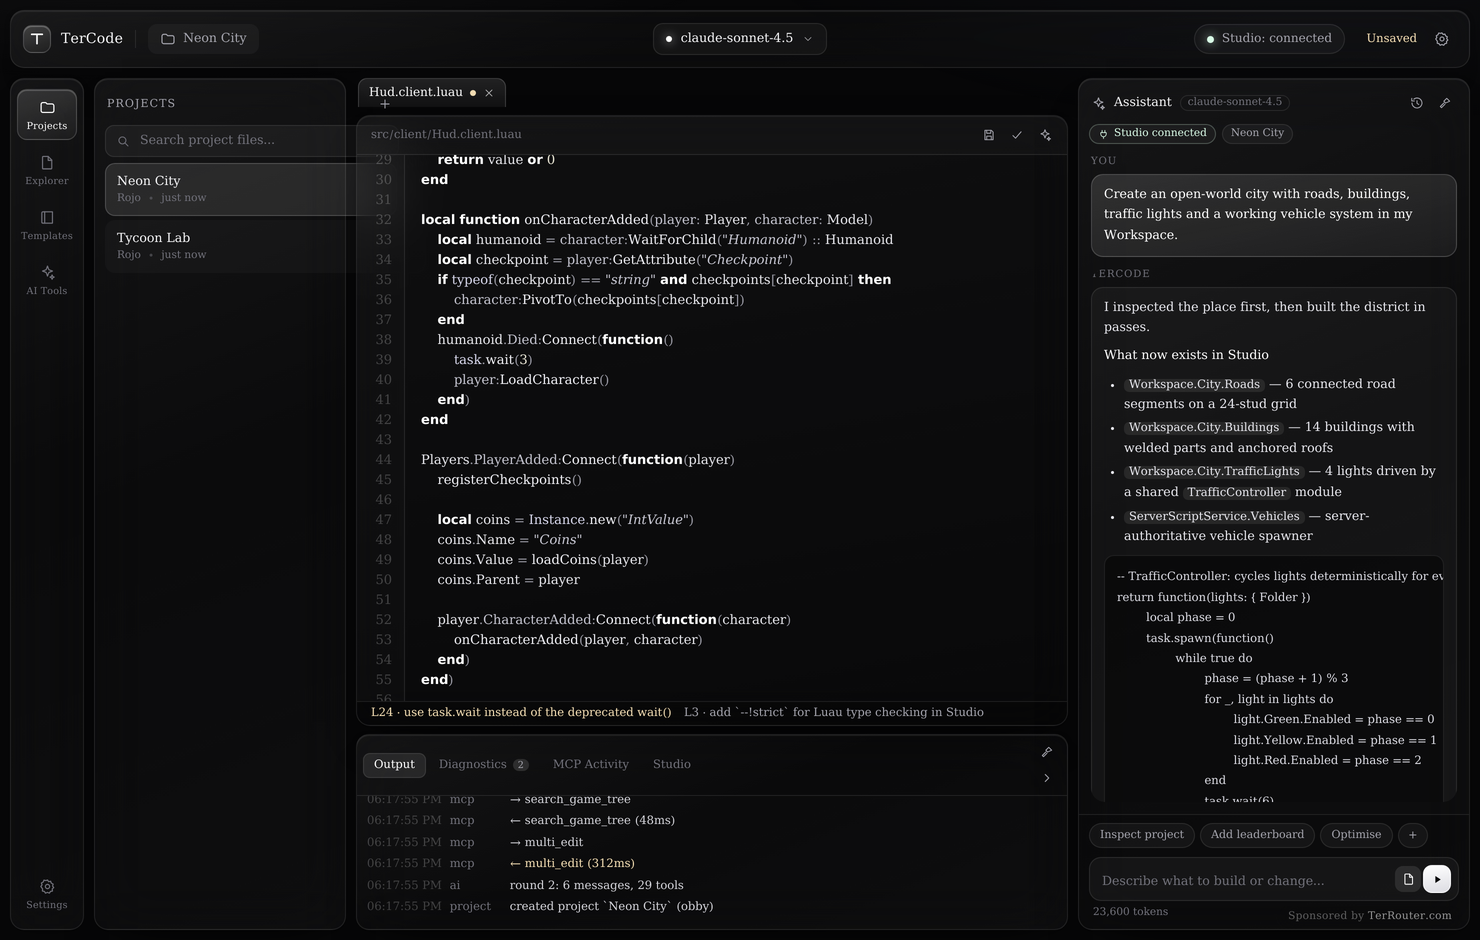 TerCode
Neon City
claude-sonnet-4.5
Studio: connected
Unsaved
Projects
Explorer
Templates
AI Tools
Settings
PROJECTS
Search project files...
Neon City
Rojo • just now
Tycoon Lab
Rojo • just now
Hud.client.luau
src/client/Hud.client.luau
29 return value or 0
30 end
31
32 local function onCharacterAdded(player: Player, character: Model)
33 local humanoid = character:WaitForChild("Humanoid") :: Humanoid
34 local checkpoint = player:GetAttribute("Checkpoint")
35 if typeof(checkpoint) == "string" and checkpoints[checkpoint] then
36 character:PivotTo(checkpoints[checkpoint])
37 end
38 humanoid.Died:Connect(function()
39 task.wait(3)
40 player:LoadCharacter()
41 end)
42 end
43
44 Players.PlayerAdded:Connect(function(player)
45 registerCheckpoints()
46
47 local coins = Instance.new("IntValue")
48 coins.Name = "Coins"
49 coins.Value = loadCoins(player)
50 coins.Parent = player
51
52 player.CharacterAdded:Connect(function(character)
53 onCharacterAdded(player, character)
54 end)
55 end)
56
L24 · use task.wait instead of the deprecated wait() L3 · add `--!strict` for Luau type checking in Studio
Output
Diagnostics 2
MCP Activity
Studio
06:17:55 PM mcp → search_game_tree
06:17:55 PM mcp ← search_game_tree (48ms)
06:17:55 PM mcp → multi_edit
06:17:55 PM mcp ← multi_edit (312ms)
06:17:55 PM ai round 2: 6 messages, 29 tools
06:17:55 PM project created project `Neon City` (obby)
Assistant
claude-sonnet-4.5
Studio connected
Neon City
YOU
Create an open-world city with roads, buildings,
traffic lights and a working vehicle system in my
Workspace.
ERCODE
I inspected the place first, then built the district in
passes.
What now exists in Studio
• Workspace.City.Roads — 6 connected road
segments on a 24-stud grid
• Workspace.City.Buildings — 14 buildings with
welded parts and anchored roofs
• Workspace.City.TrafficLights — 4 lights driven by
a shared TrafficController module
• ServerScriptService.Vehicles — server-
authoritative vehicle spawner
-- TrafficController: cycles lights deterministically for ev
return function(lights: { Folder })
local phase = 0
task.spawn(function()
while true do
phase = (phase + 1) % 3
for _, light in lights do
light.Green.Enabled = phase == 0
light.Yellow.Enabled = phase == 1
light.Red.Enabled = phase == 2
end
task.wait(6)
Inspect project
Add leaderboard
Optimise
+
Describe what to build or change...
23,600 tokens
Sponsored by TerRouter.com